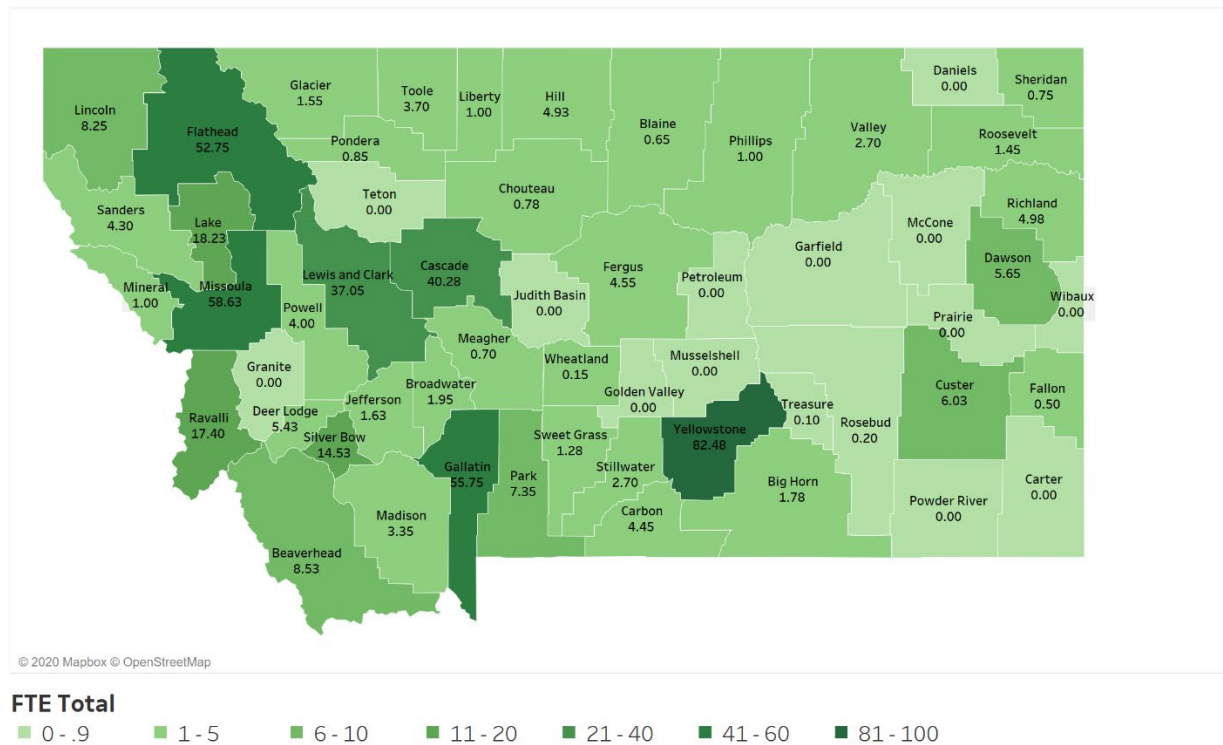 Daniels
0.00
Sheridan
0.75
Glacier
1.55
Toole
3.70
Liberty
1.00
Hill
4.93
Lincoln
8.25
Blaine
0.65
Flathead
52.75
Valley
2.70
Roosevelt
1.45
Pondera
0.85
Phillips
1.00
Teton
0.00
Chouteau
0.78
Richland
4.98
Sanders
4.30
Lake
18.23
McCone
0.00
Garfield
0.00
Dawson
5.65
Cascade
40.28
Fergus
4.55
Lewis and Clark
37.05
Petroleum
0.00
Mineral
1.00
Missoula
58.63
Judith Basin
0.00
Wibaux
0.00
Powell
4.00
Prairie
0.00
Meagher
0.70
Wheatland
0.15
Musselshell
0.00
Granite
0.00
Broadwater
1.95
Golden Valley
0.00
Custer
6.03
Fallon
0.50
Jefferson
1.63
Treasure
0.10
Deer Lodge
5.43
Ravalli
17.40
Rosebud
0.20
Silver Bow
14.53
Sweet Grass
1.28
Yellowstone
82.48
Gallatin
55.75
Park
7.35
Stillwater
2.70
Big Horn
1.78
Carter
0.00
Powder River
0.00
Carbon
4.45
Madison
3.35
Beaverhead
8.53
© 2020 Mapbox © OpenStreetMap
FTE Total
0 - .9 1 - 5 6 - 10 11 - 20 21 - 40 41 - 60 81 - 100